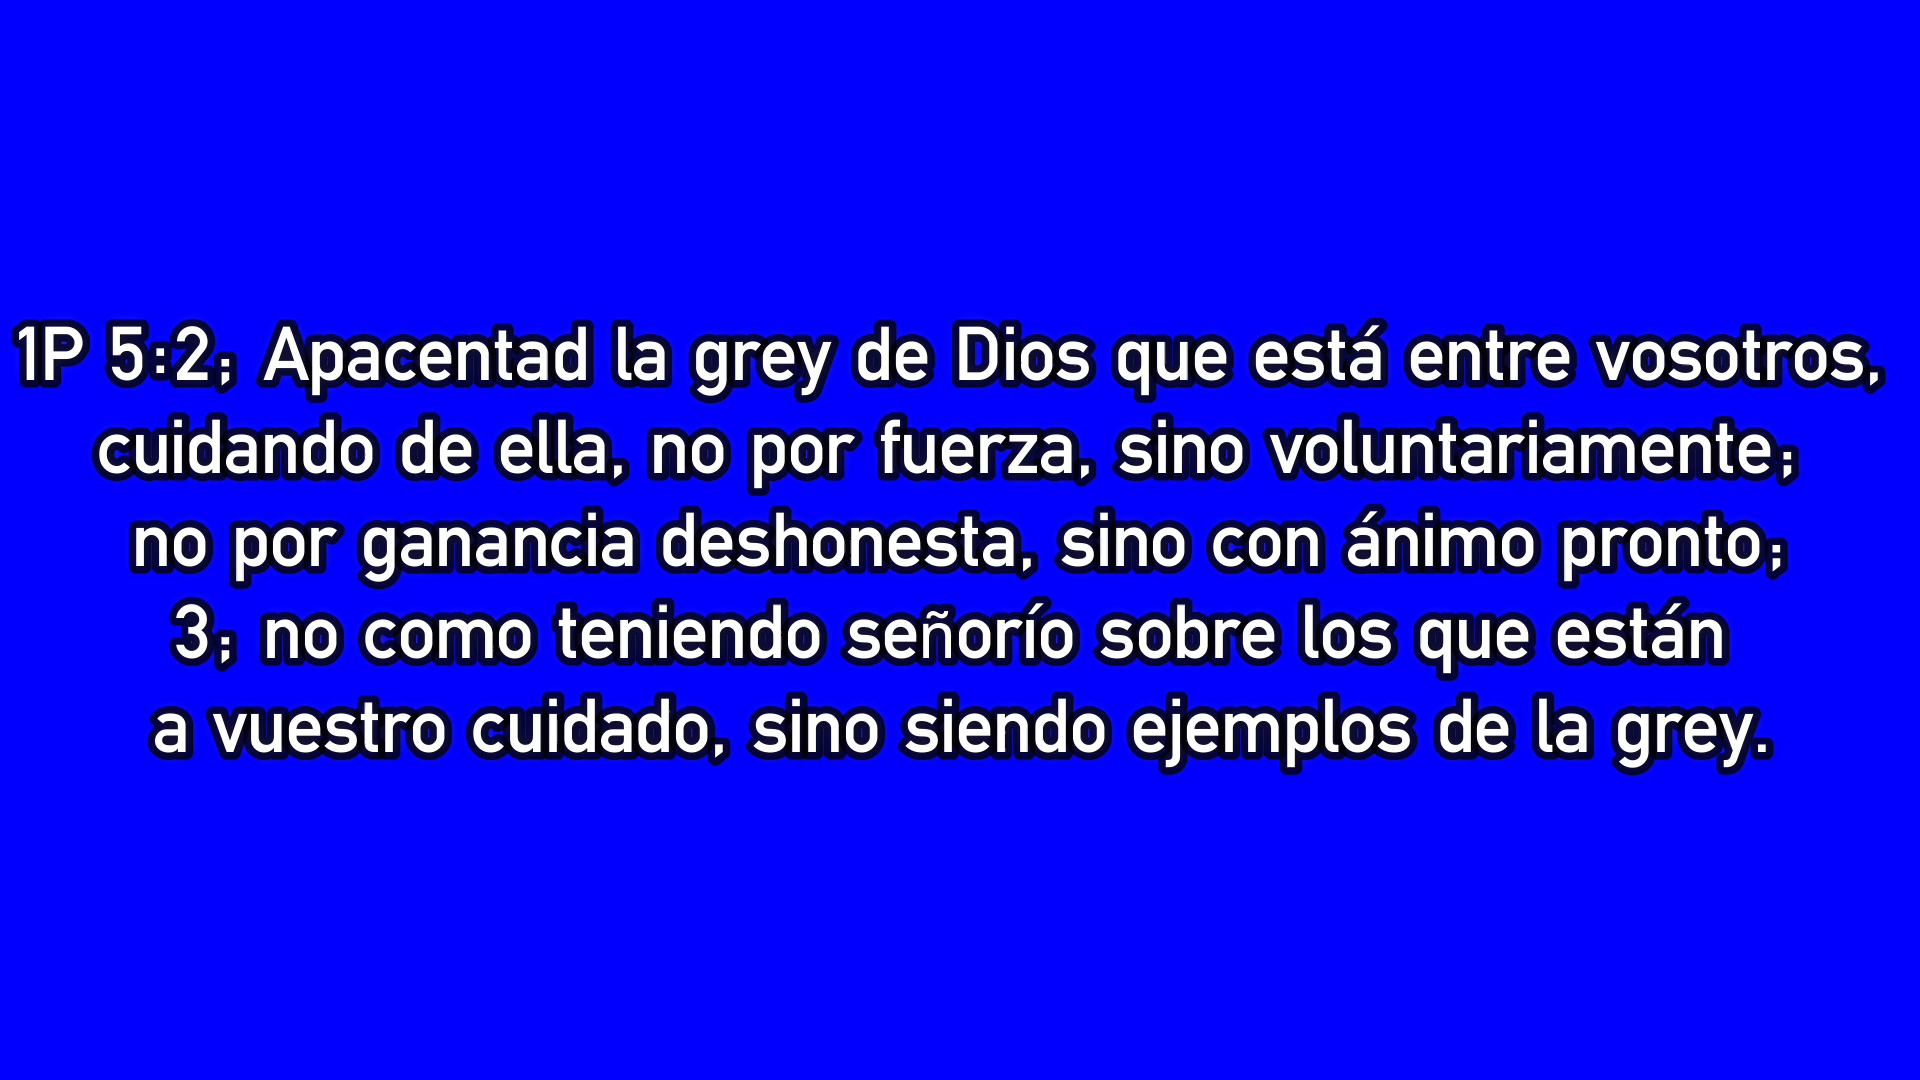 1P 5:2; Apacentad la grey de Dios que está entre vosotros,
cuidando de ella, no por fuerza, sino voluntariamente;
no por ganancia deshonesta, sino con ánimo pronto;
3; no como teniendo señorío sobre los que están
a vuestro cuidado, sino siendo ejemplos de la grey.